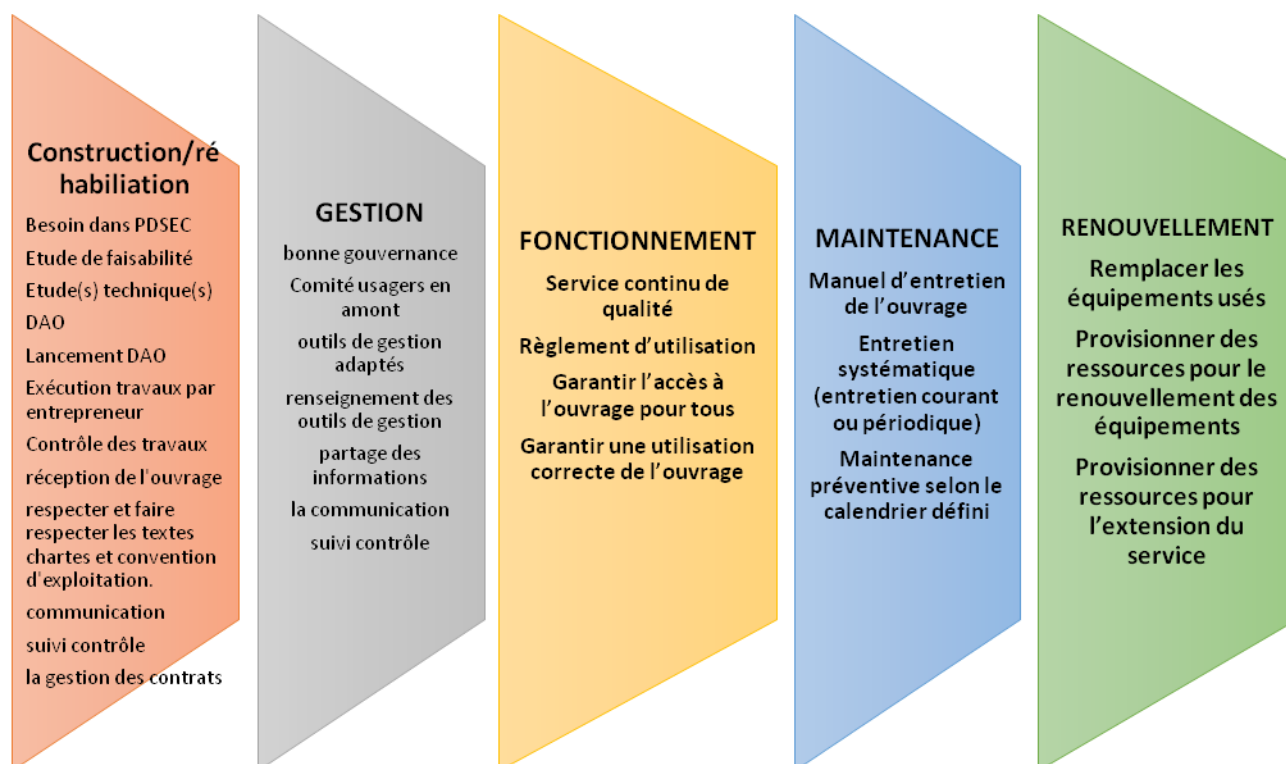 Construction/ré
habiliation
Besoin dans PDSEC
Etude de faisabilité
Etude(s) technique(s)
DAO
Lancement DAO
Exécution travaux par
entrepreneur
Contrôle des travaux
réception de l'ouvrage
respecter et faire
respecter les textes
chartes et convention
d'exploitation.
communication
suivi contrôle
la gestion des contrats
GESTION
bonne gouvernance
Comité usagers en
amont
outils de gestion
adaptés
renseignement des
outils de gestion
partage des
informations
la communication
suivi contrôle
FONCTIONNEMENT
Service continu de
qualité
Règlement d'utilisation
Garantir l'accès à
l'ouvrage pour tous
Garantir une utilisation
correcte de l'ouvrage
MAINTENANCE
Manuel d'entretien
de l'ouvrage
Entretien
systématique
(entretien courant
ou périodique)
Maintenance
préventive selon le
calendrier défini
RENOUVELLEMENT
Remplacer les
équipements usés
Provisionner des
ressources pour le
renouvellement des
équipements
Provisionner des
ressources pour
l'extension du
service